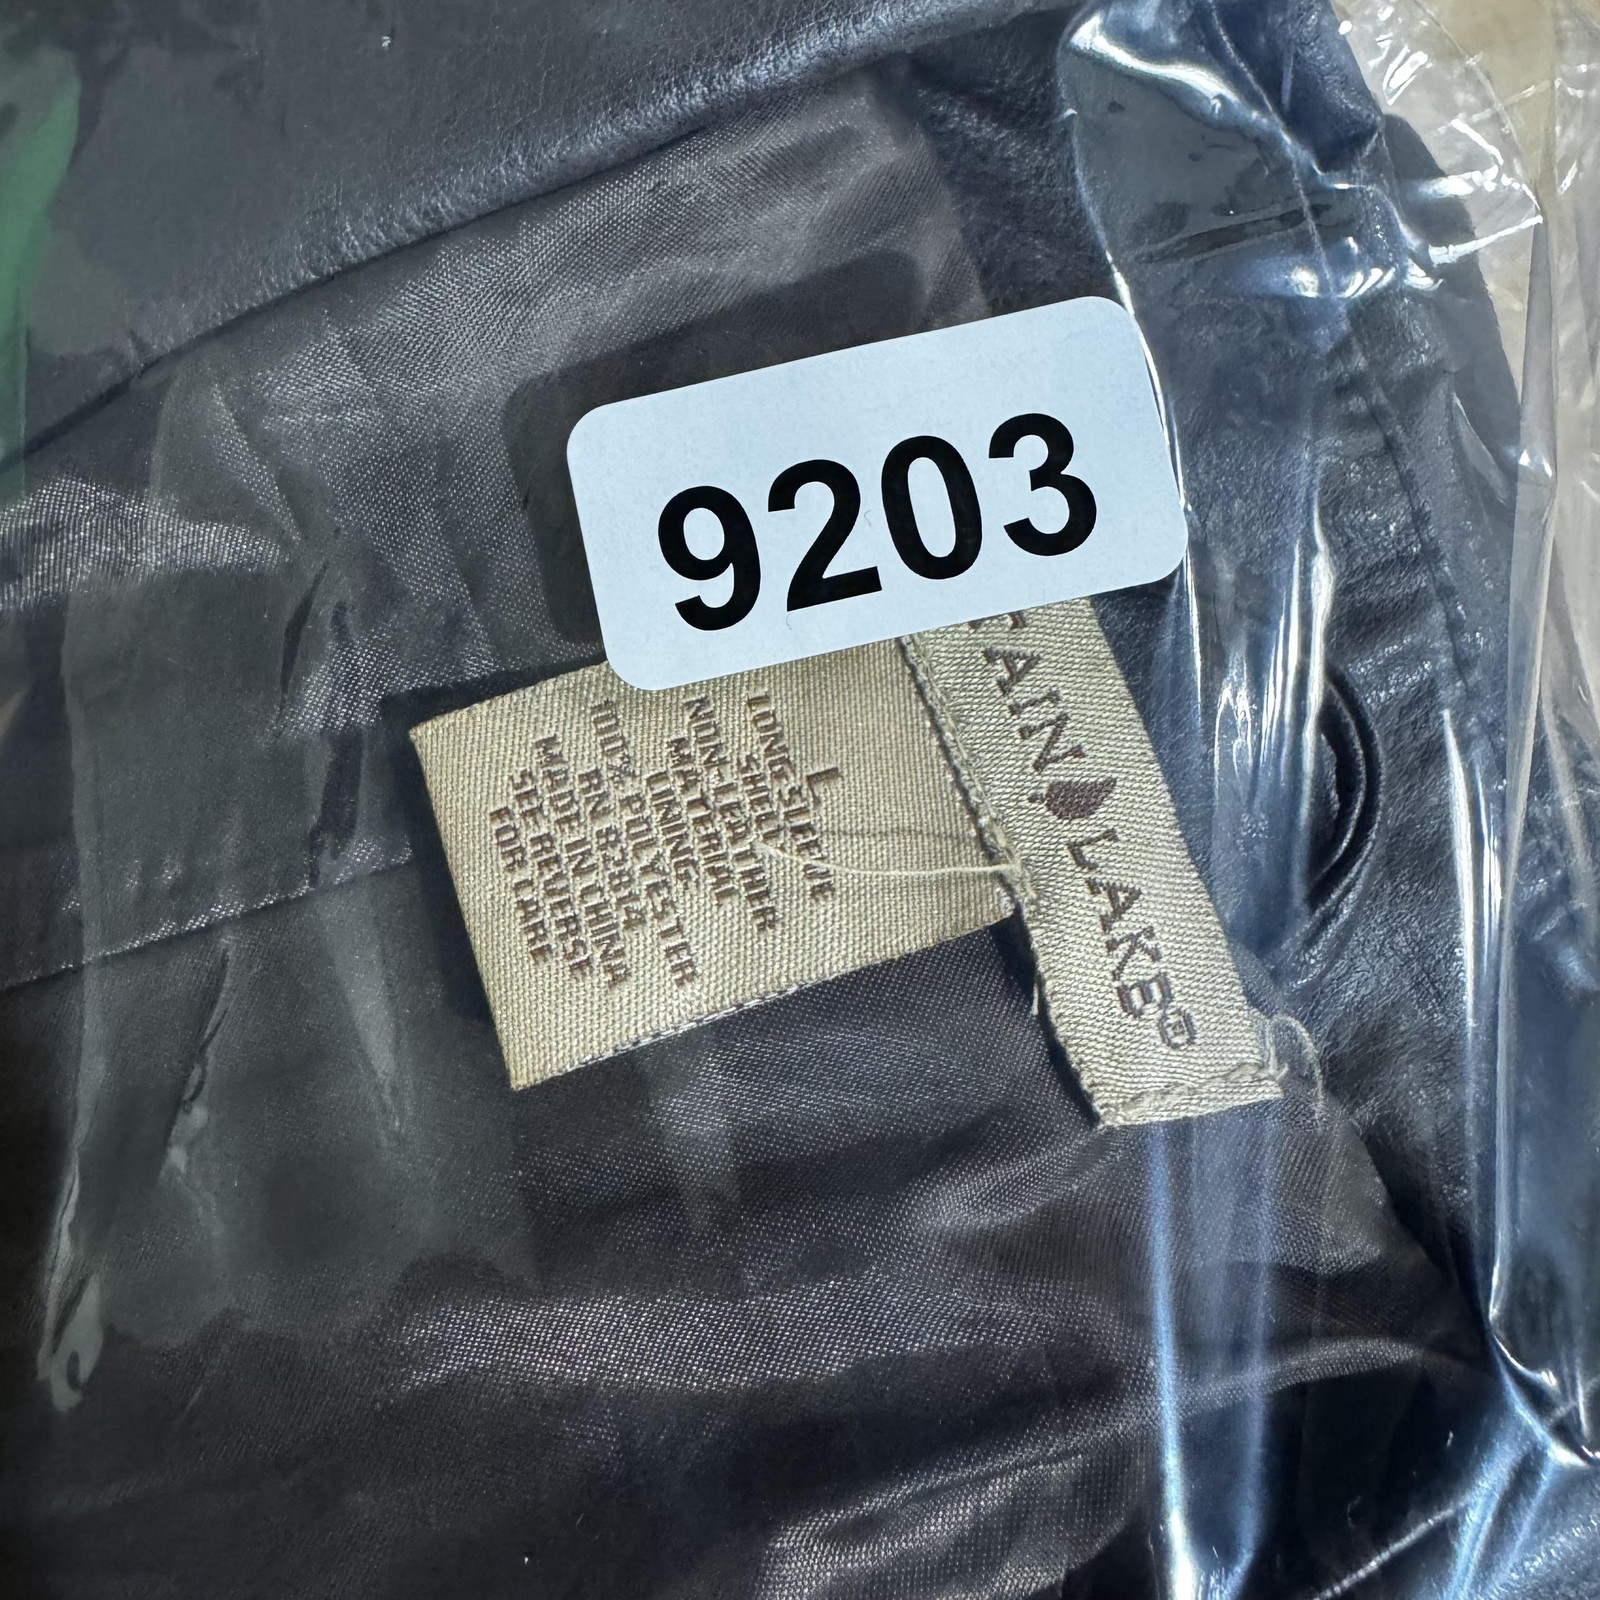 9203
TAIN LAKE®
L
LONG SLEEVE
SHELL
NON-LEATHER
MATERIAL
LINING
100% POLYESTER
RN 82814
MADE IN CHINA
SEE REVERSE
FOR CARE